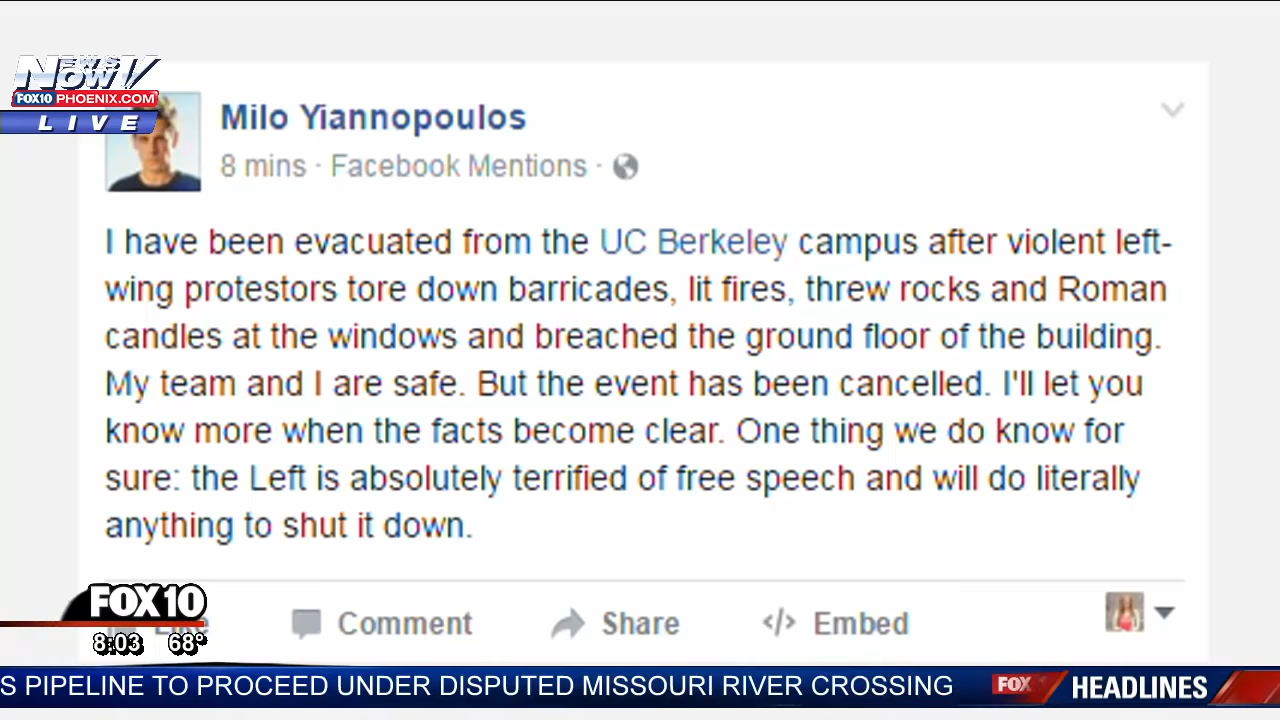 NEWS
NOW
FOX10 PHOENIX.COM
LIVE
Milo Yiannopoulos
8 mins · Facebook Mentions ·
I have been evacuated from the UC Berkeley campus after violent left-
wing protestors tore down barricades, lit fires, threw rocks and Roman
candles at the windows and breached the ground floor of the building.
My team and I are safe. But the event has been cancelled. I'll let you
know more when the facts become clear. One thing we do know for
sure: the Left is absolutely terrified of free speech and will do literally
anything to shut it down.
Like Comment Share Embed
FOX10
8:03 68°
S PIPELINE TO PROCEED UNDER DISPUTED MISSOURI RIVER CROSSING FOX HEADLINES